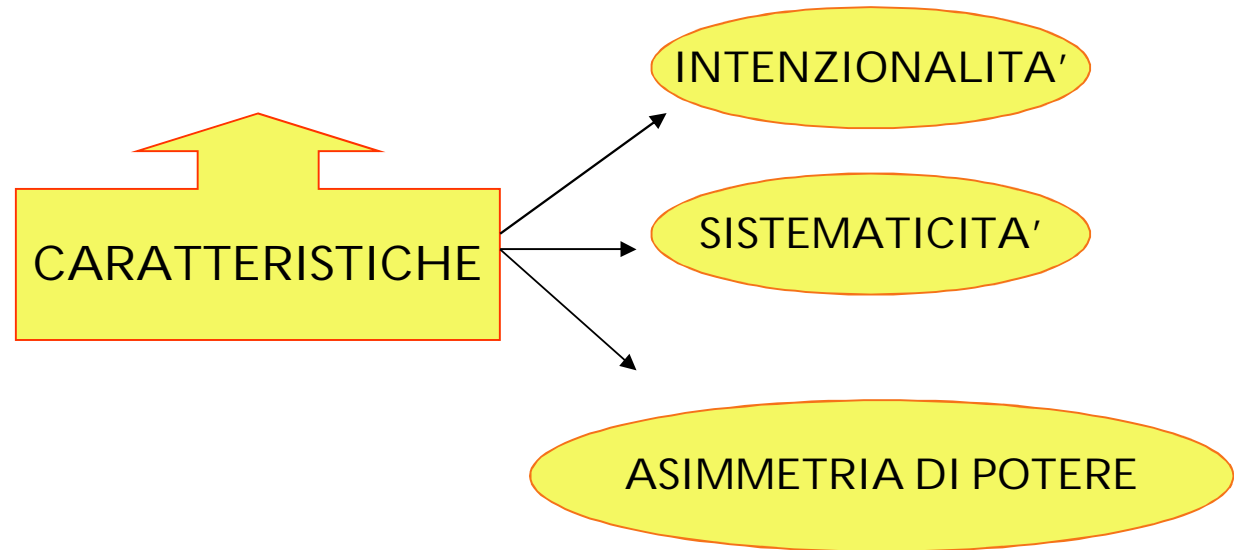 INTENZIONALITA’
SISTEMATICITA’
CARATTERISTICHE
ASIMMETRIA DI POTERE